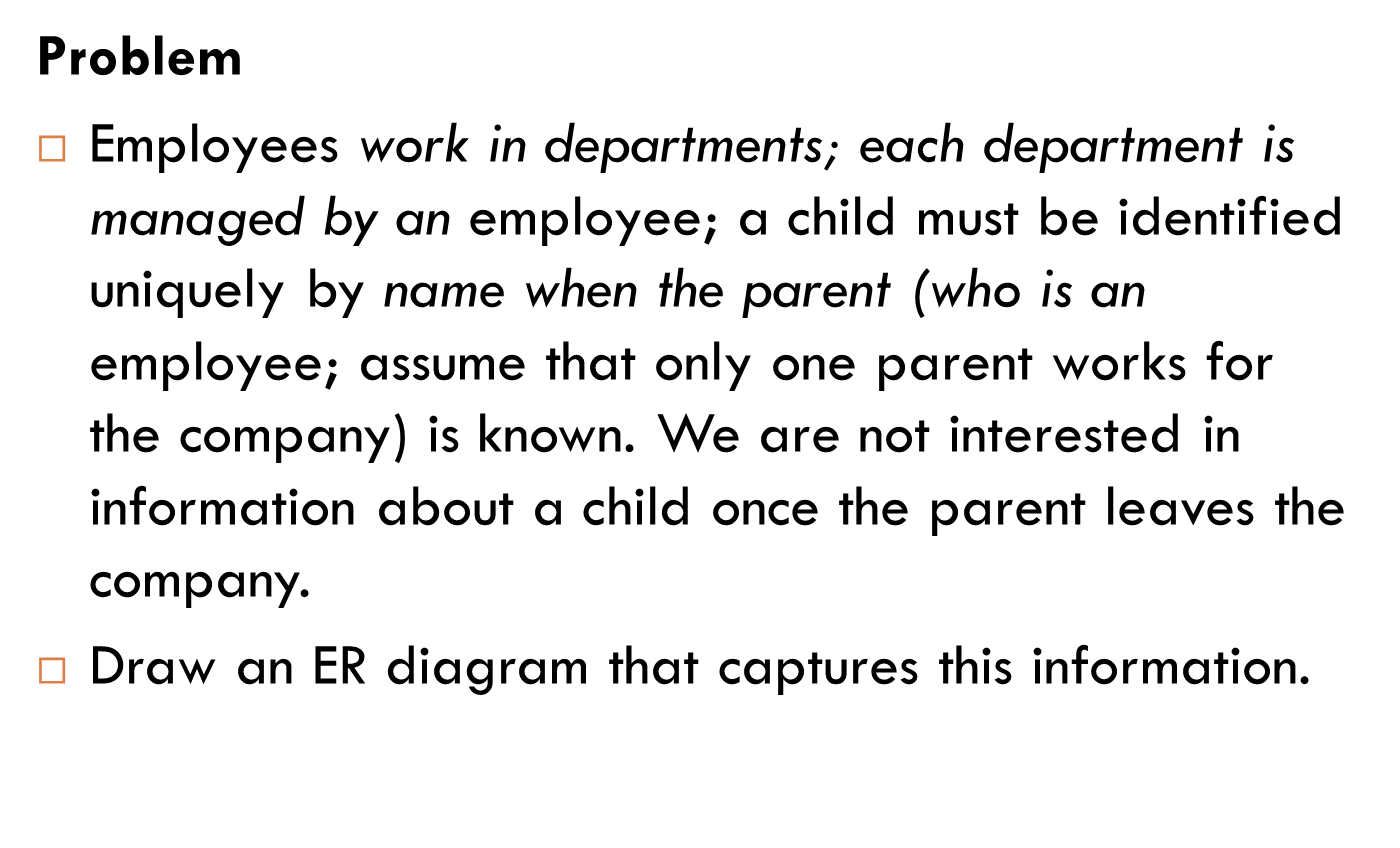 Problem
Employees work in departments; each department is
managed by an employee; a child must be identified
uniquely by name when the parent (who is an
employee; assume that only one parent works for
the company) is known. We are not interested in
information about a child once the parent leaves the
company.
Draw an ER diagram that captures this information.